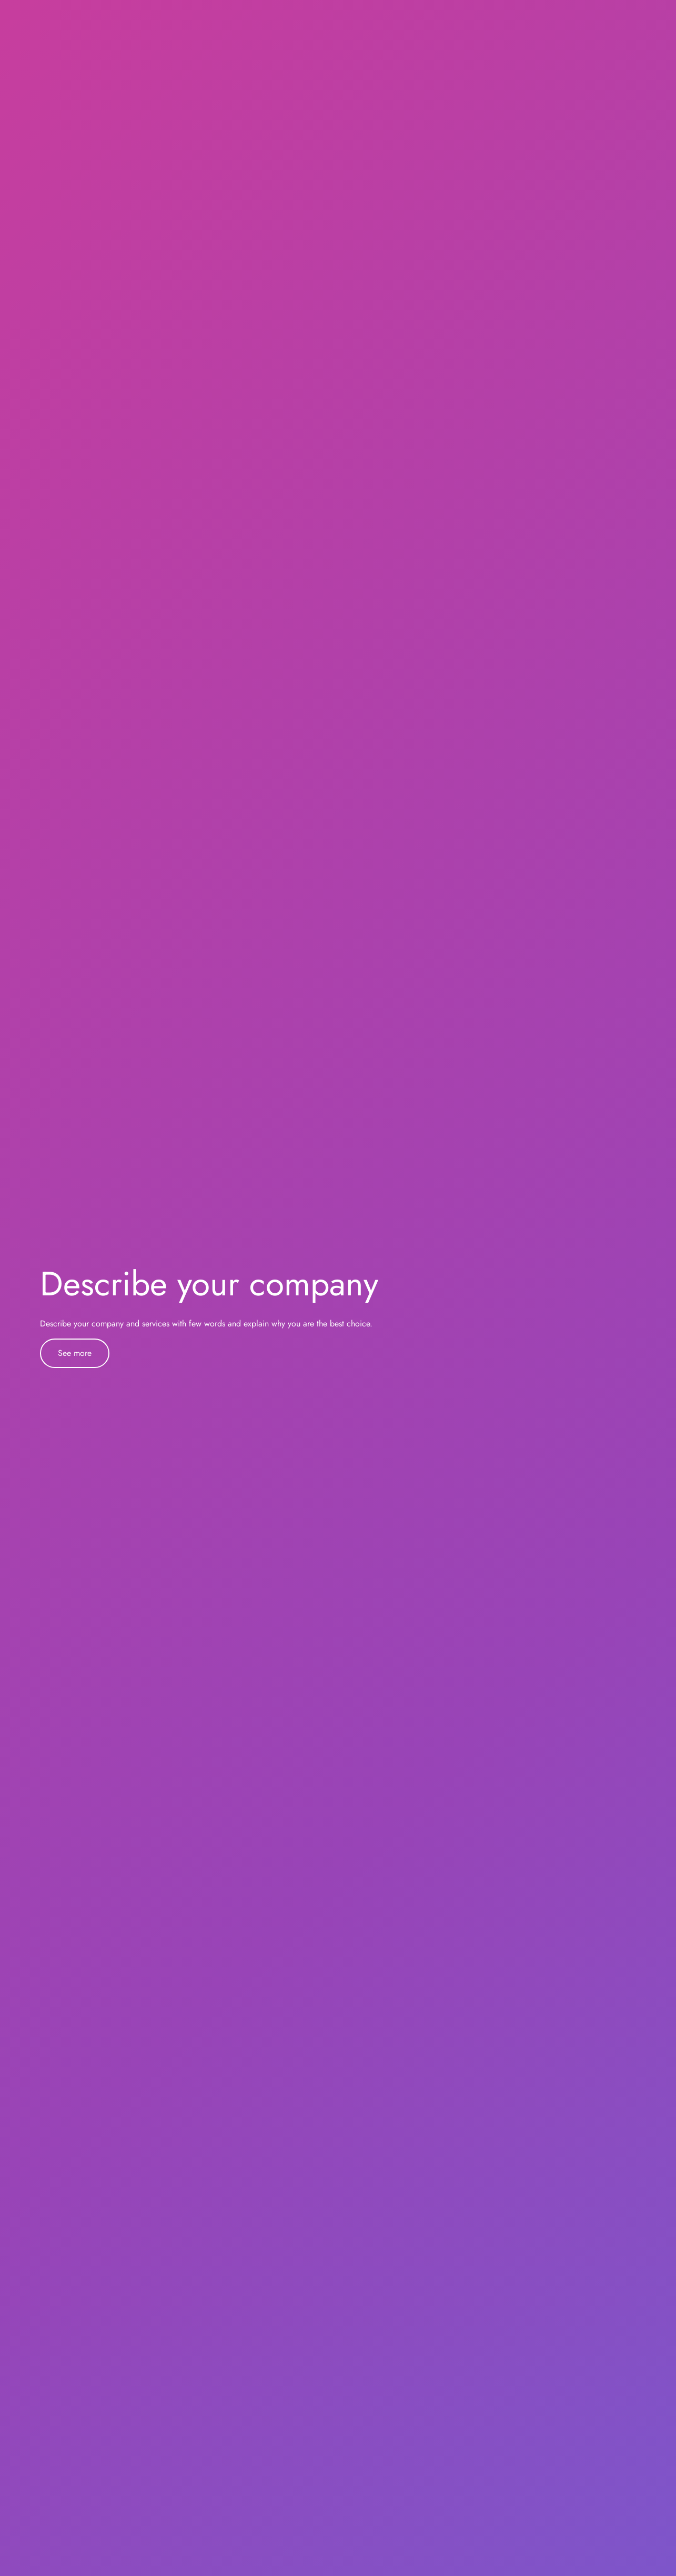 Describe your company
Describe your company and services with few words and explain why you are the best choice.
See more